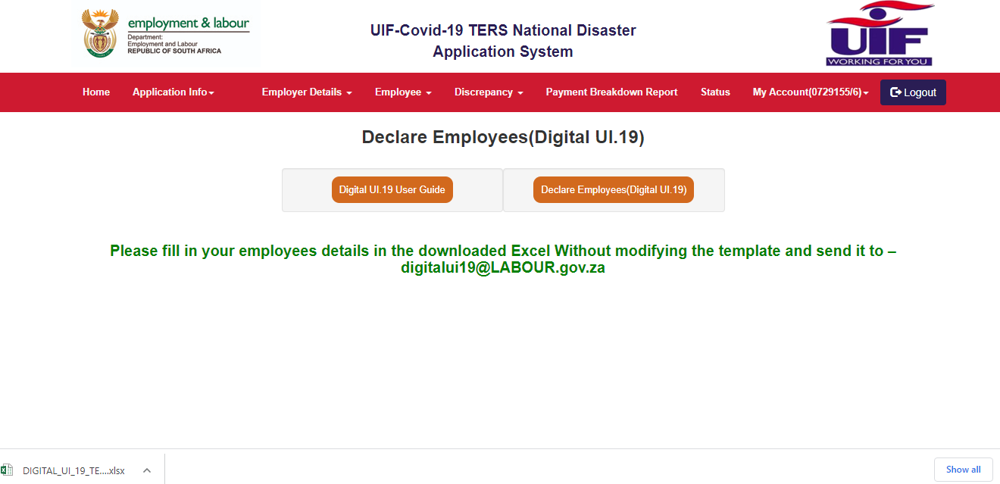 employment & labour
Department:
Employment and Labour
REPUBLIC OF SOUTH AFRICA
UIF-Covid-19 TERS National Disaster
Application System
UIF
WORKING FOR YOU
Home Application Info Employer Details Employee Discrepancy Payment Breakdown Report Status My Account(0729155/6) Logout
Declare Employees(Digital UI.19)
Digital UI.19 User Guide Declare Employees(Digital UI.19)
Please fill in your employees details in the downloaded Excel Without modifying the template and send it to –
digitalui19@LABOUR.gov.za
DIGITAL_UI_19_TE....xlsx Show all